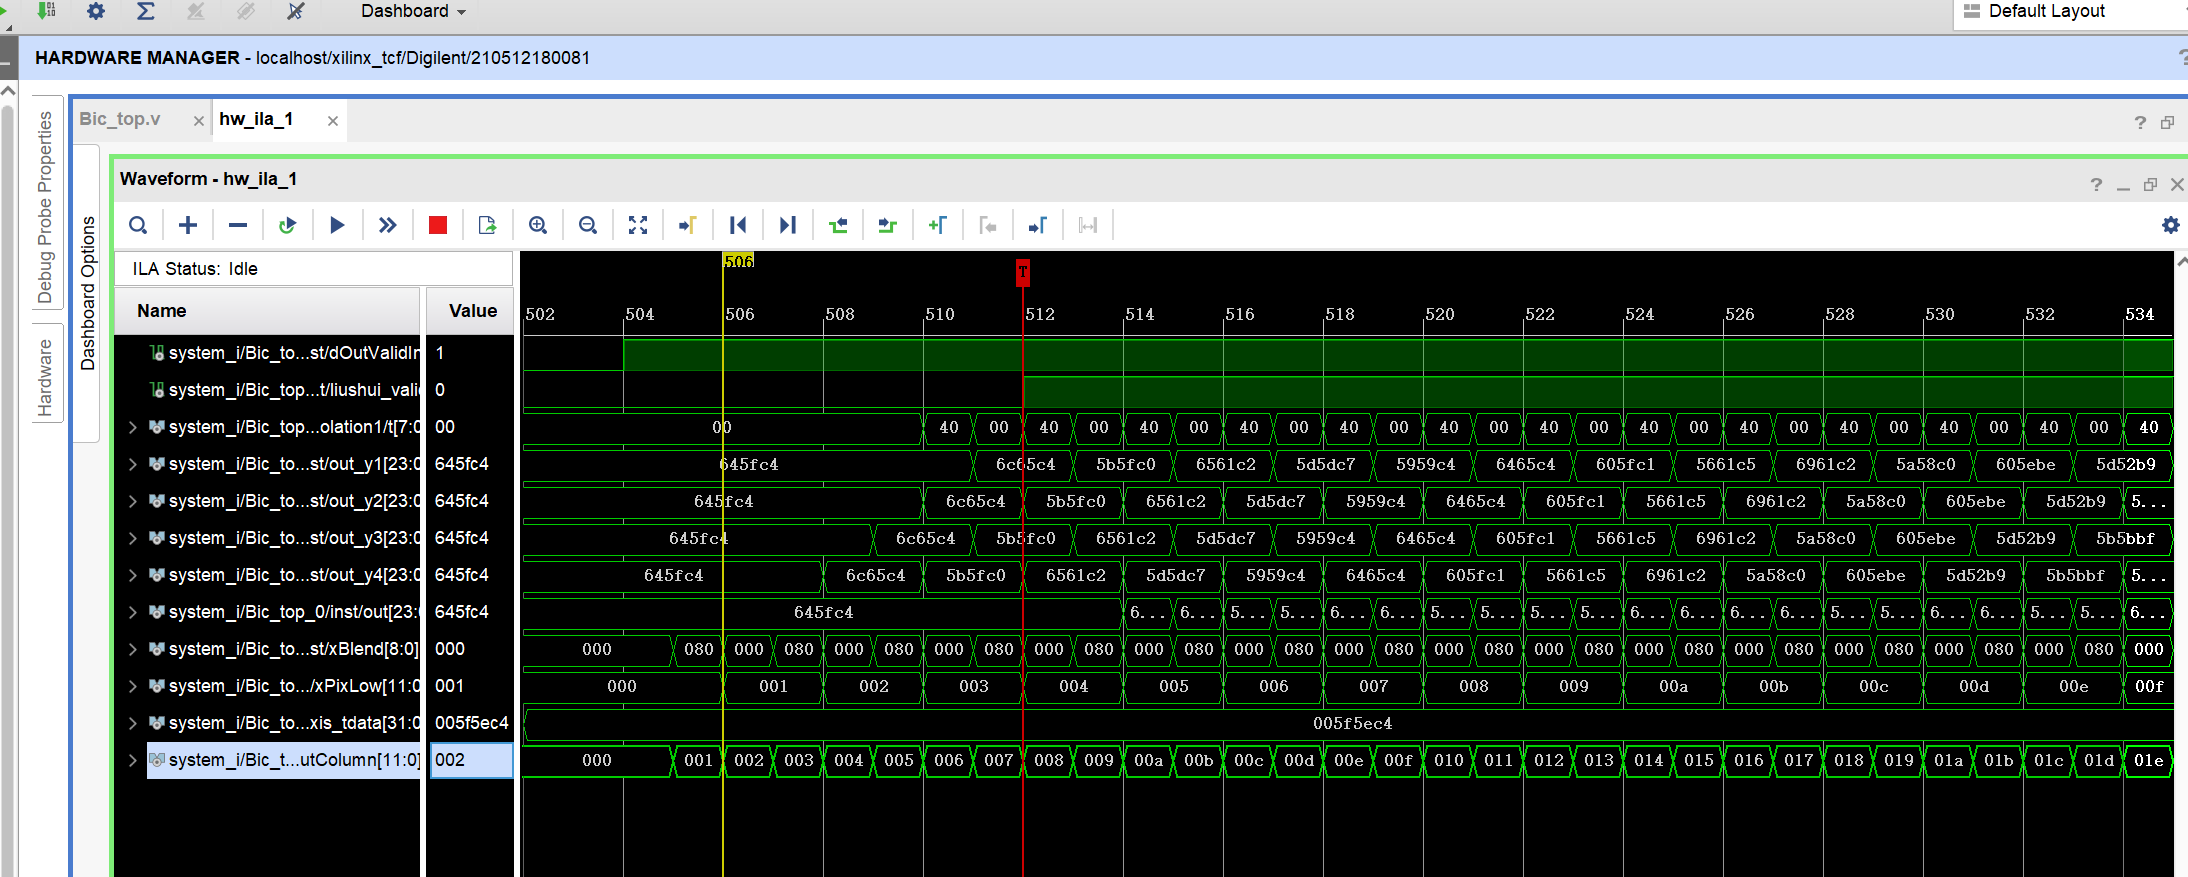 Dashboard
Default Layout
HARDWARE MANAGER - localhost/xilinx_tcf/Digilent/210512180081
Debug Probe Properties
Hardware
Dashboard Options
Bic_top.v
hw_ila_1
Waveform - hw_ila_1
ILA Status: Idle
Name Value
506
T
502 504 506 508 510 512 514 516 518 520 522 524 526 528 530 532 534
system_i/Bic_to...st/dOutValidIn 1
system_i/Bic_top...t/liushui_valid 0
system_i/Bic_top...olation1/t[7:0 00 00 40 00 40 00 40 00 40 00 40 00 40 00 40 00 40 00 40 00 40 00 40 00 40 00 40
system_i/Bic_to...st/out_y1[23:0 645fc4 645fc4 6c65c4 5b5fc0 6561c2 5d5dc7 5959c4 6465c4 605fc1 5661c5 6961c2 5a58c0 605ebe 5d52b9
system_i/Bic_to...st/out_y2[23:0 645fc4 645fc4 6c65c4 5b5fc0 6561c2 5d5dc7 5959c4 6465c4 605fc1 5661c5 6961c2 5a58c0 605ebe 5d52b9 5...
system_i/Bic_to...st/out_y3[23:0 645fc4 645fc4 6c65c4 5b5fc0 6561c2 5d5dc7 5959c4 6465c4 605fc1 5661c5 6961c2 5a58c0 605ebe 5d52b9 5b5bbf
system_i/Bic_to...st/out_y4[23:0 645fc4 645fc4 6c65c4 5b5fc0 6561c2 5d5dc7 5959c4 6465c4 605fc1 5661c5 6961c2 5a58c0 605ebe 5d52b9 5b5bbf 5...
system_i/Bic_top_0/inst/out[23:0 645fc4 645fc4 6... 6... 5... 5... 6... 6... 5... 5... 5... 5... 6... 6... 5... 5... 6... 6... 5... 5... 6... 6... 5... 5... 6...
system_i/Bic_to...st/xBlend[8:0] 000 000 080 000 080 000 080 000 080 000 080 000 080 000 080 000 080 000 080 000 080 000 080 000 080 000 080 000 080 000 080 000
system_i/Bic_to.../xPixLow[11:0 001 000 001 002 003 004 005 006 007 008 009 00a 00b 00c 00d 00e 00f
system_i/Bic_to...xis_tdata[31:0 005f5ec4 005f5ec4
system_i/Bic_t...utColumn[11:0] 002 000 001 002 003 004 005 006 007 008 009 00a 00b 00c 00d 00e 00f 010 011 012 013 014 015 016 017 018 019 01a 01b 01c 01d 01e